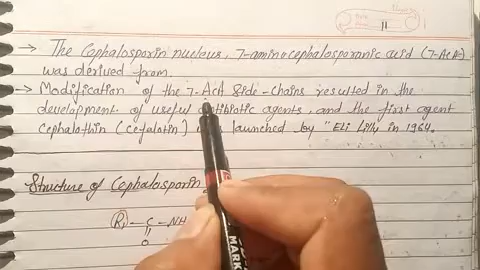 → The Cephalosporin nucleus, 7-aminocephalosporanic acid (7-ACA)
was derived from.
→ Modification of the 7-ACA Side-Chains resulted in the
development of useful antibiotic agents, and the first agent
cephalothin (cefalotin) launched by "Eli Lilly in 1964.
Structure of Cephalosporin
R₁ — C — NH
O
MARK